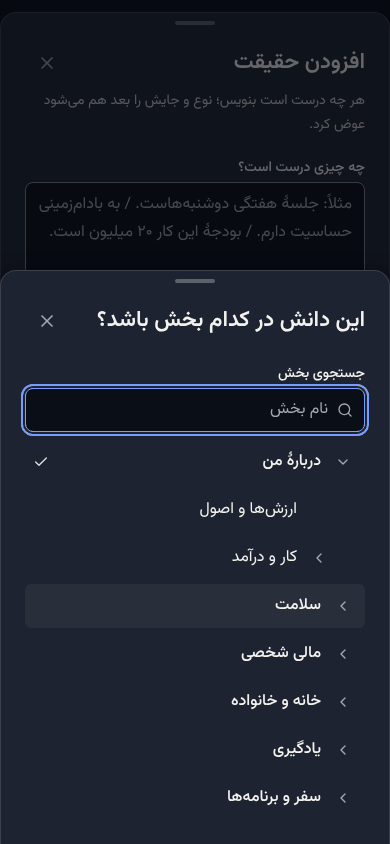 افزودن حقیقت
هر چه درست است بنویس؛ نوع و جایش را بعد هم می‌شود
عوض کرد.
چه چیزی درست است؟
مثلاً: جلسهٔ هفتگی دوشنبه‌هاست. / به بادام‌زمینی
حساسیت دارم. / بودجهٔ این کار ۲۰ میلیون است.
این دانش در کدام بخش باشد؟
جستجوی بخش
نام بخش
دربارهٔ من
ارزش‌ها و اصول
کار و درآمد
سلامت
مالی شخصی
خانه و خانواده
یادگیری
سفر و برنامه‌ها